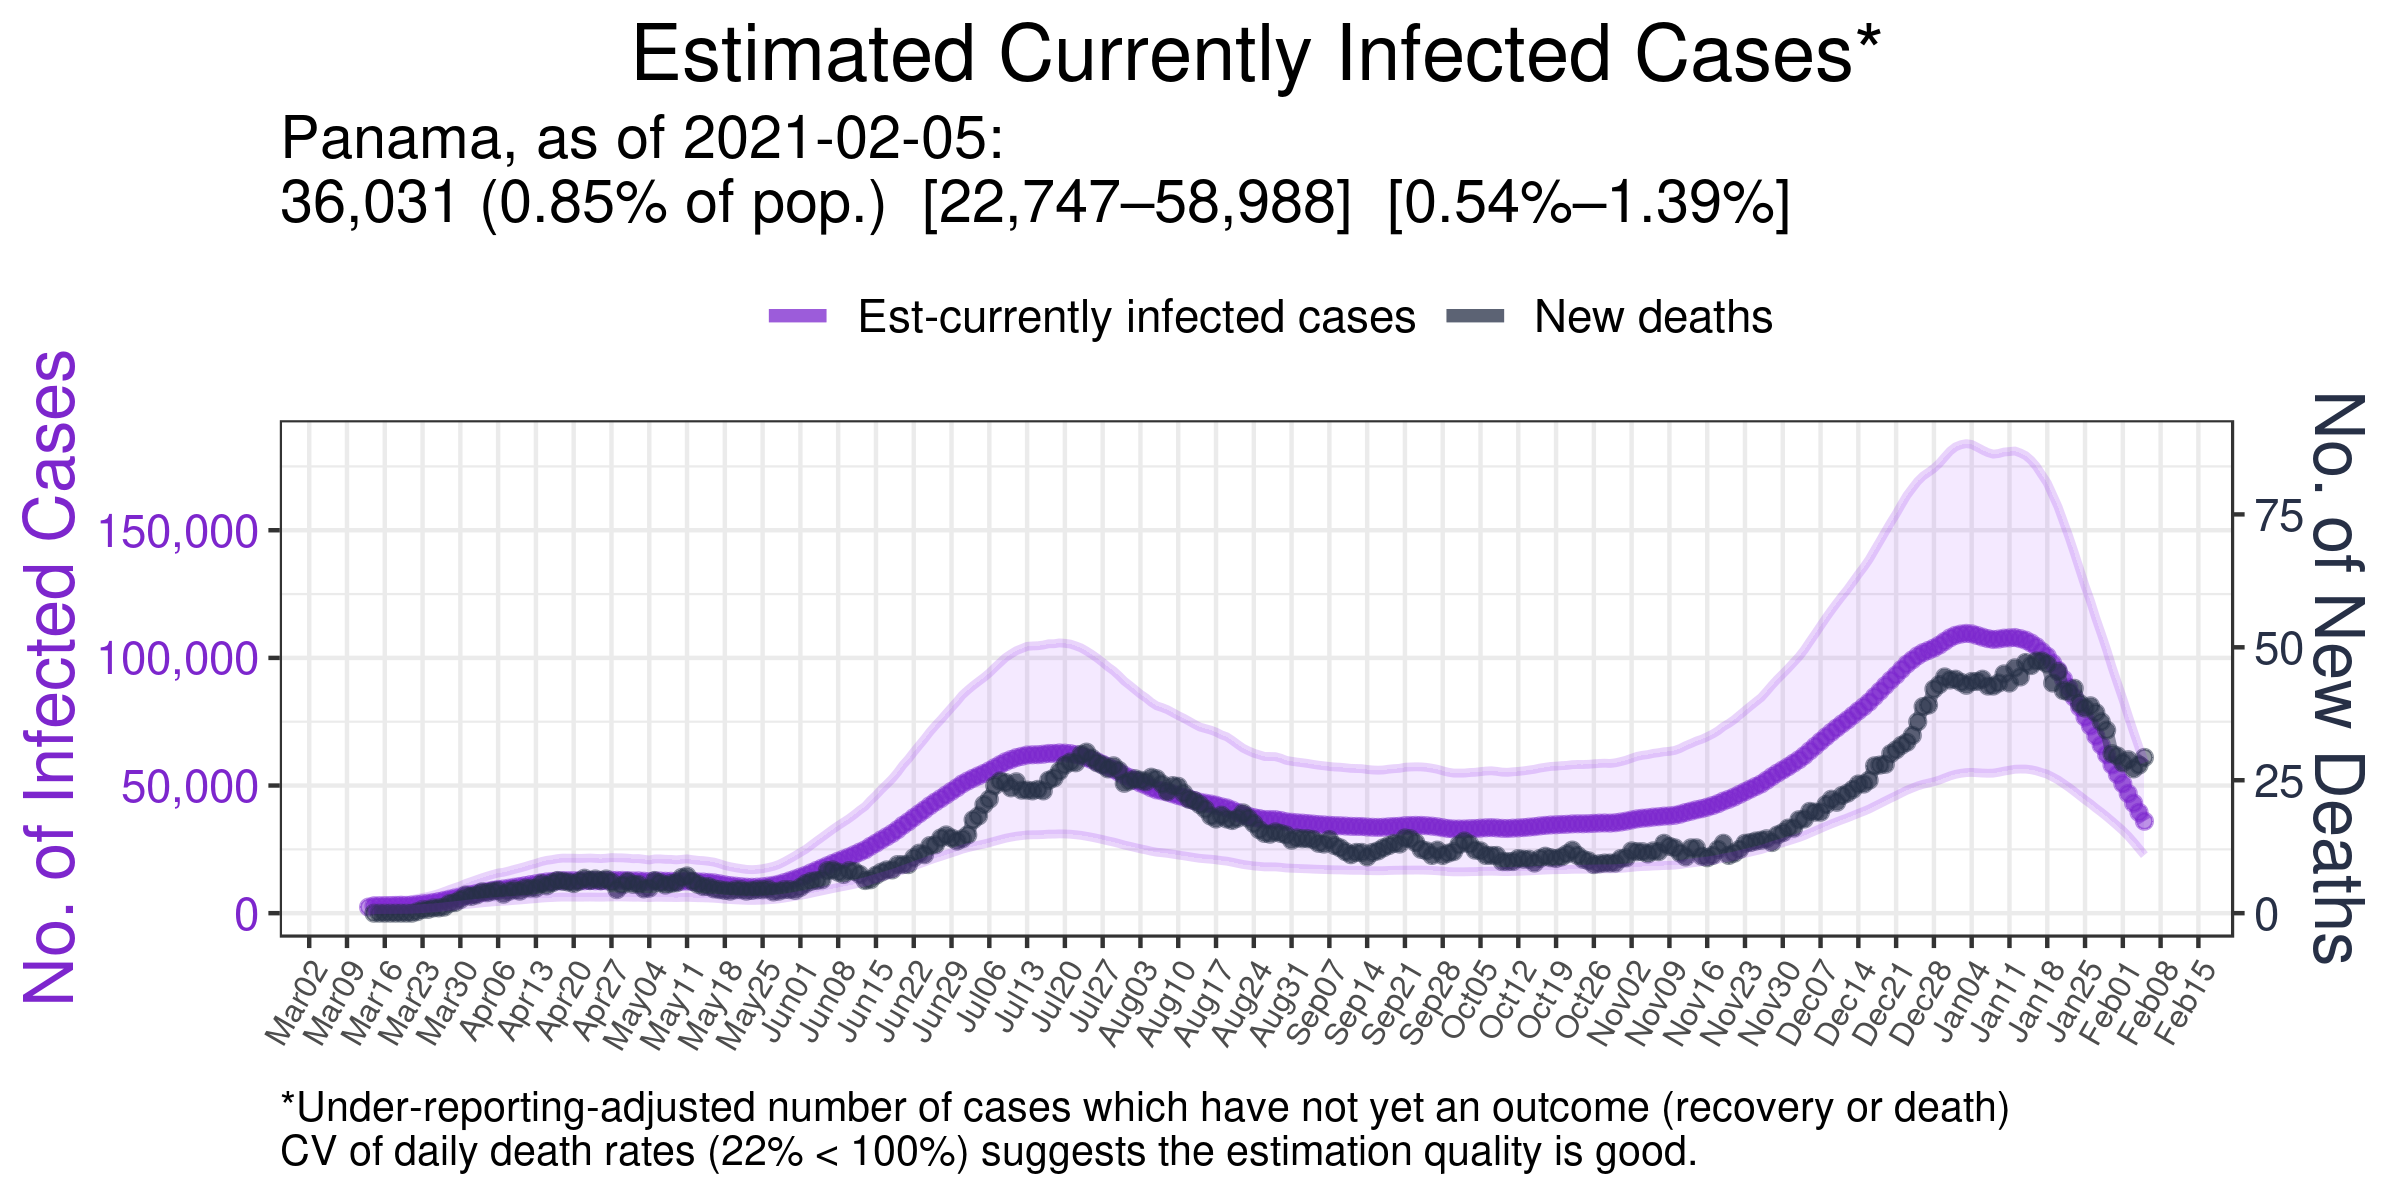 Estimated Currently Infected Cases*
Panama, as of 2021-02-05:
36,031 (0.85% of pop.) [22,747–58,988] [0.54%–1.39%]
Est-currently infected cases New deaths
No. of Infected Cases
150,000
100,000
50,000
0
75
50
25
0
No. of New Deaths
Mar02 Mar09 Mar16 Mar23 Mar30 Apr06 Apr13 Apr20 Apr27 May04 May11 May18 May25 Jun01 Jun08 Jun15 Jun22 Jun29 Jul06 Jul13 Jul20 Jul27 Aug03 Aug10 Aug17 Aug24 Aug31 Sep07 Sep14 Sep21 Sep28 Oct05 Oct12 Oct19 Oct26 Nov02 Nov09 Nov16 Nov23 Nov30 Dec07 Dec14 Dec21 Dec28 Jan04 Jan11 Jan18 Jan25 Feb01 Feb08 Feb15
*Under-reporting-adjusted number of cases which have not yet an outcome (recovery or death)
CV of daily death rates (22% < 100%) suggests the estimation quality is good.